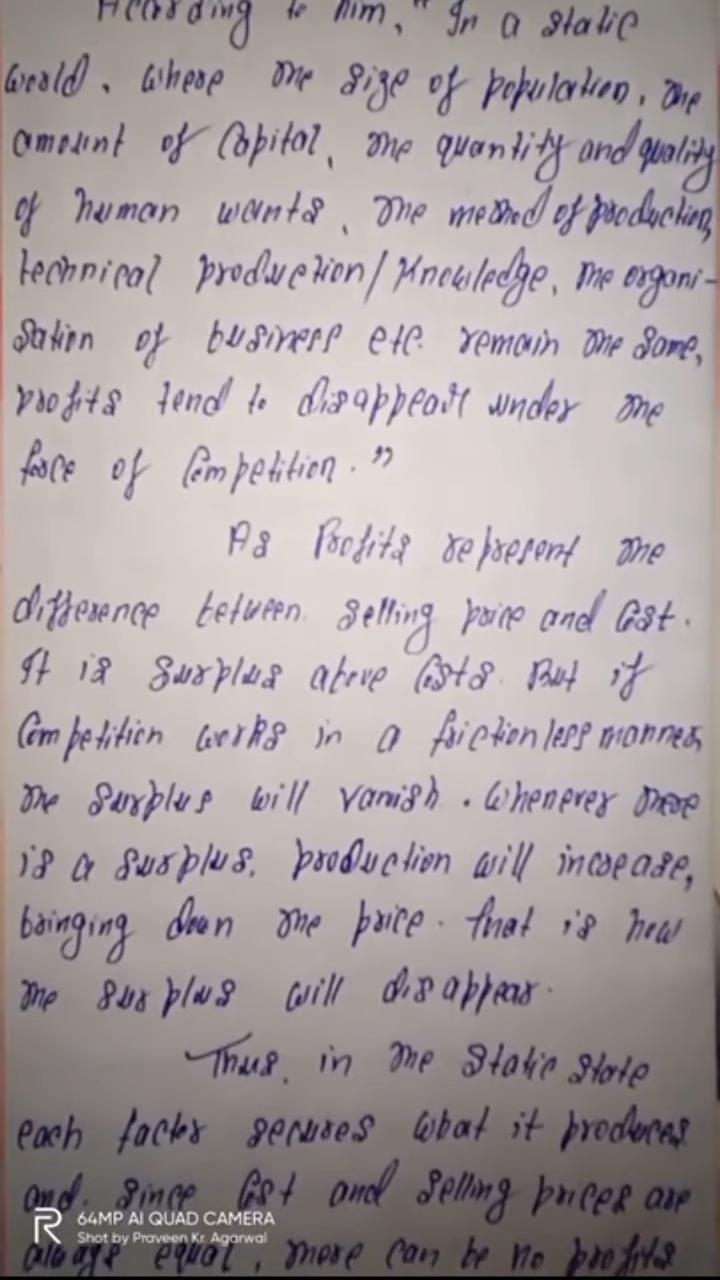 According to him, "In a static
world, where the size of population, the
amount of Capital, the quantity and quality
of human wants, the method of production,
technical production/Knowledge, the organi-
sation of business etc. remain the same,
profits tend to disappear under the
force of Competition."
As Profits represent the
difference between selling price and Cost.
It is surplus above Costs. But if
Competition works in a frictionless manner,
the surplus will vanish. Whenever there
is a surplus, production will increase,
bringing down the price. that is how
the surplus will disappear.
Thus, in the static state
each factor secures what it produces
and, since Cost and selling prices are
always equal, there can be no profits
64MP AI QUAD CAMERA
Shot by Praveen Kr. Agarwal